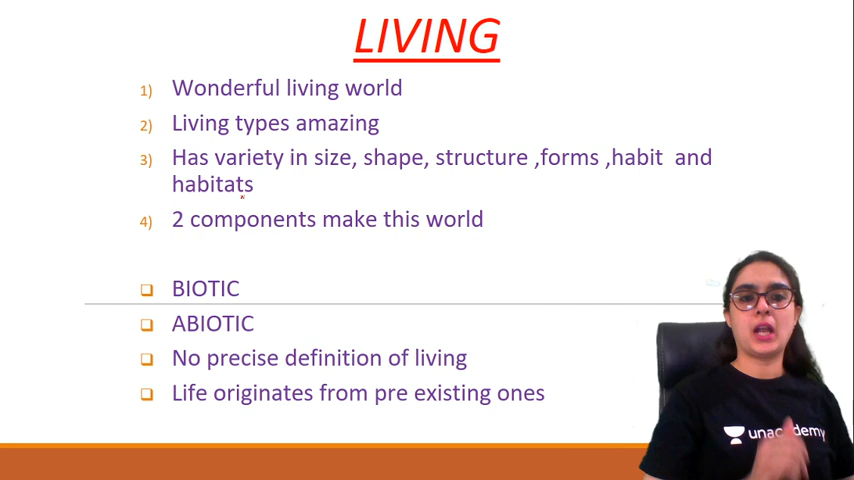 LIVING
1) Wonderful living world
2) Living types amazing
3) Has variety in size, shape, structure ,forms ,habit and
habitats
4) 2 components make this world
❑ BIOTIC
❑ ABIOTIC
❑ No precise definition of living
❑ Life originates from pre existing ones
unacademy